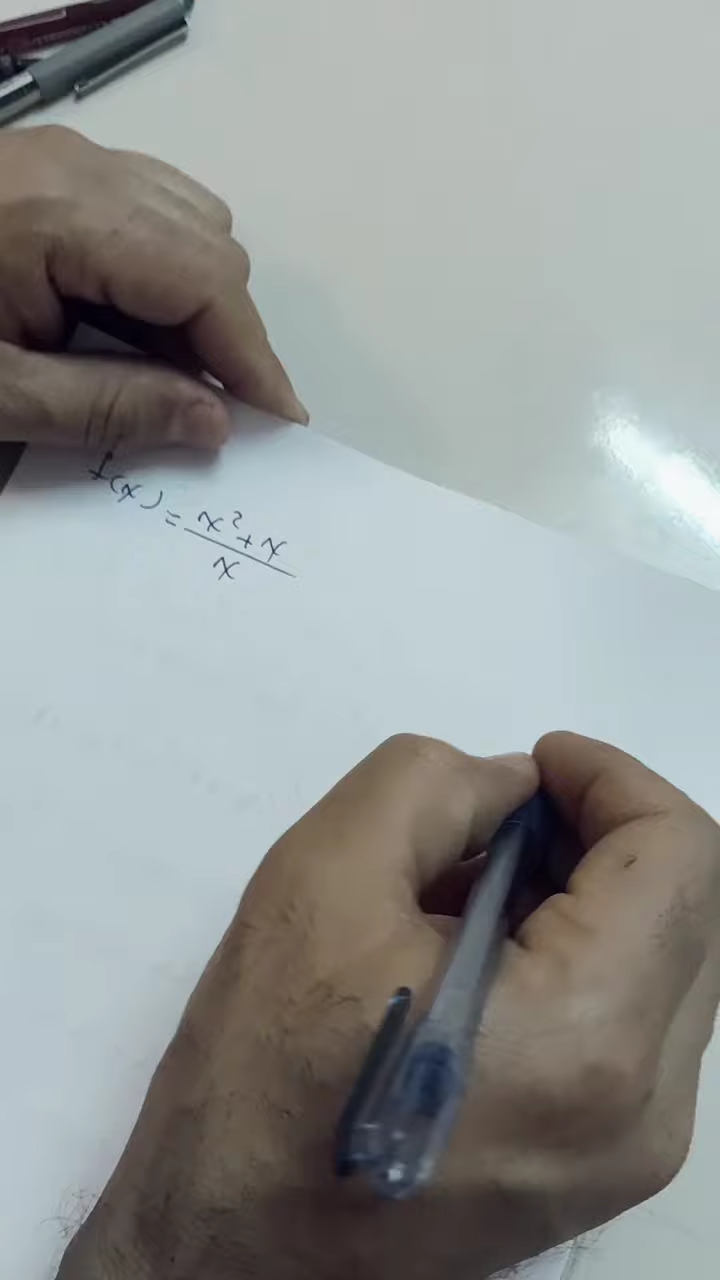 f(x) = x² + x / x